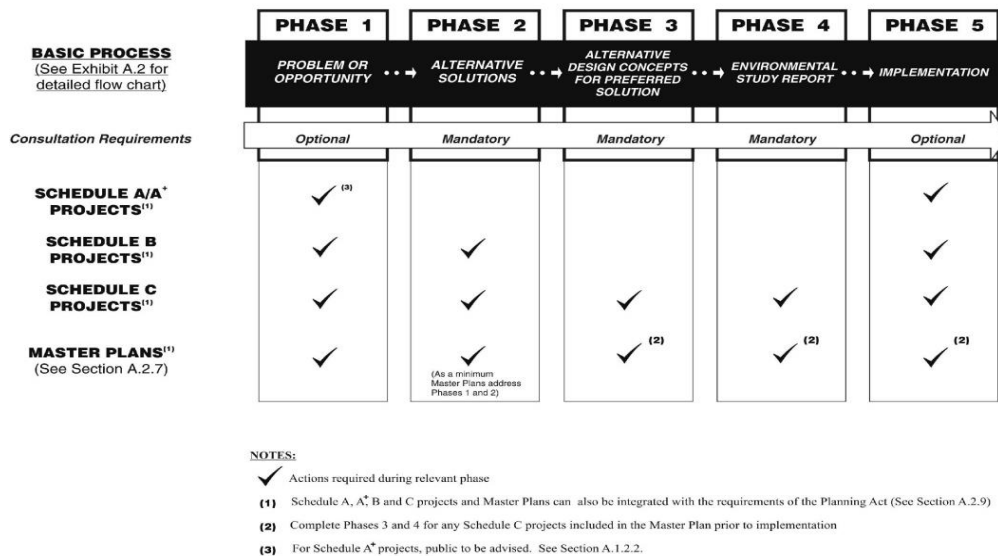 PHASE 1 PHASE 2 PHASE 3 PHASE 4 PHASE 5
BASIC PROCESS
(See Exhibit A.2 for
detailed flow chart)
PROBLEM OR
OPPORTUNITY
ALTERNATIVE
SOLUTIONS
ALTERNATIVE
DESIGN CONCEPTS
FOR PREFERRED
SOLUTION
ENVIRONMENTAL
STUDY REPORT
IMPLEMENTATION
Consultation Requirements Optional Mandatory Mandatory Mandatory Optional
SCHEDULE A/A+
PROJECTS(1)
(3)
SCHEDULE B
PROJECTS(1)
SCHEDULE C
PROJECTS(1)
MASTER PLANS(1)
(See Section A.2.7)
(As a minimum
Master Plans address
Phases 1 and 2)
(2) (2) (2)
NOTES:
Actions required during relevant phase
(1) Schedule A, A+, B and C projects and Master Plans can also be integrated with the requirements of the Planning Act (See Section A.2.9)
(2) Complete Phases 3 and 4 for any Schedule C projects included in the Master Plan prior to implementation
(3) For Schedule A+ projects, public to be advised. See Section A.1.2.2.